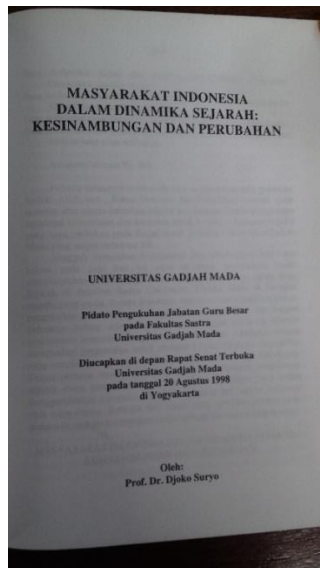 MASYARAKAT INDONESIA
DALAM DINAMIKA SEJARAH:
KESINAMBUNGAN DAN PERUBAHAN
UNIVERSITAS GADJAH MADA
Pidato Pengukuhan Jabatan Guru Besar
pada Fakultas Sastra
Universitas Gadjah Mada
Diucapkan di depan Rapat Senat Terbuka
Universitas Gadjah Mada
pada tanggal 20 Agustus 1998
di Yogyakarta
Oleh:
Prof. Dr. Djoko Suryo